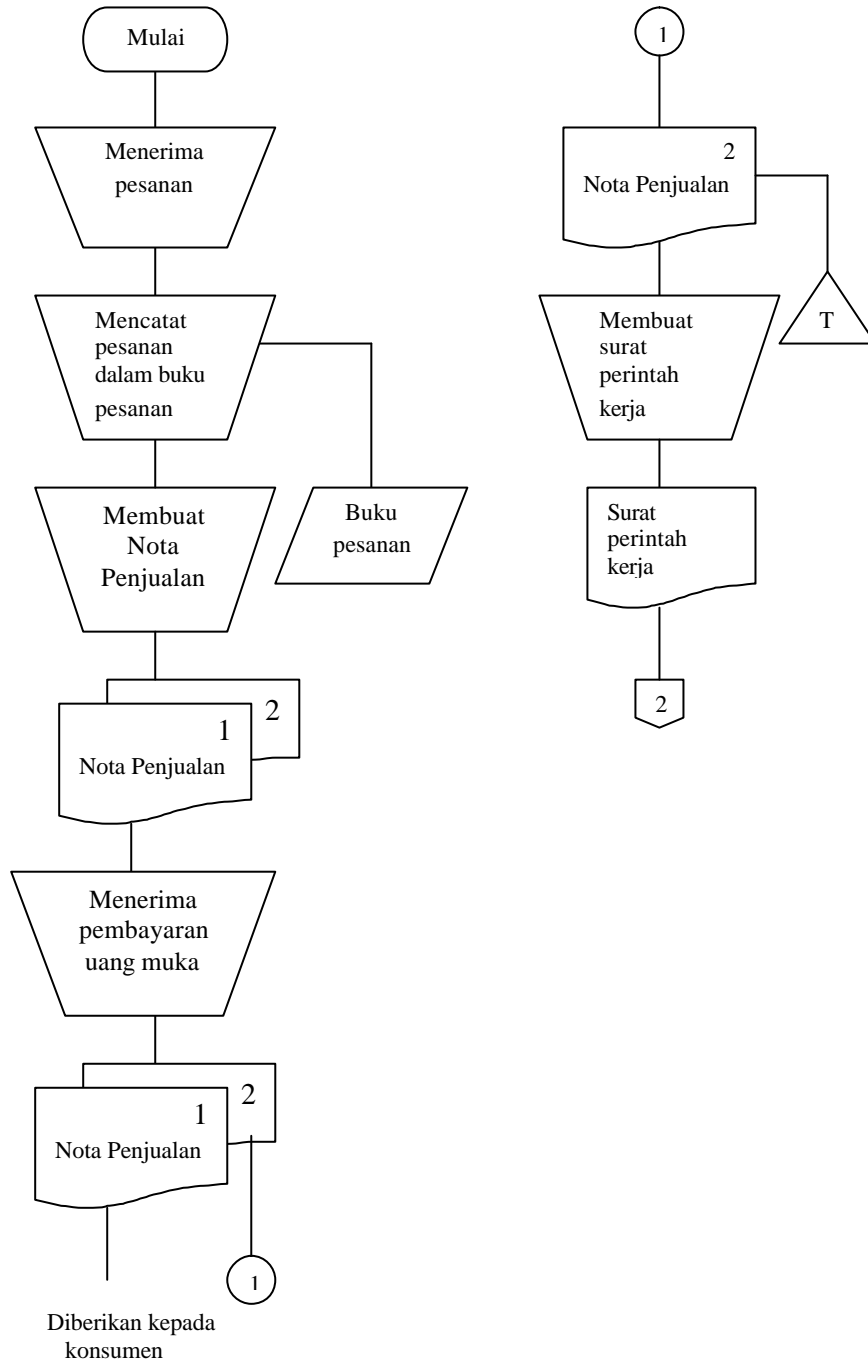 Mulai
Menerima
pesanan
Mencatat
pesanan
dalam buku
pesanan
Buku
pesanan
Membuat
Nota
Penjualan
2
1
Nota Penjualan
Menerima
pembayaran
uang muka
2
1
Nota Penjualan
1
Diberikan kepada
konsumen
1
2
Nota Penjualan
T
Membuat
surat
perintah
kerja
Surat
perintah
kerja
2